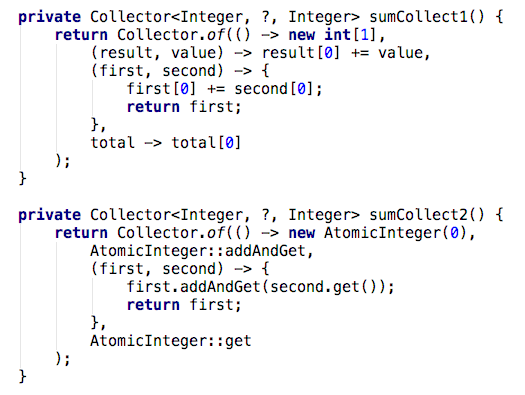 private Collector<Integer, ?, Integer> sumCollect1() {
    return Collector.of(() -> new int[1],
        (result, value) -> result[0] += value,
        (first, second) -> {
            first[0] += second[0];
            return first;
        },
        total -> total[0]
    );
}

private Collector<Integer, ?, Integer> sumCollect2() {
    return Collector.of(() -> new AtomicInteger(0),
        AtomicInteger::addAndGet,
        (first, second) -> {
            first.addAndGet(second.get());
            return first;
        },
        AtomicInteger::get
    );
}